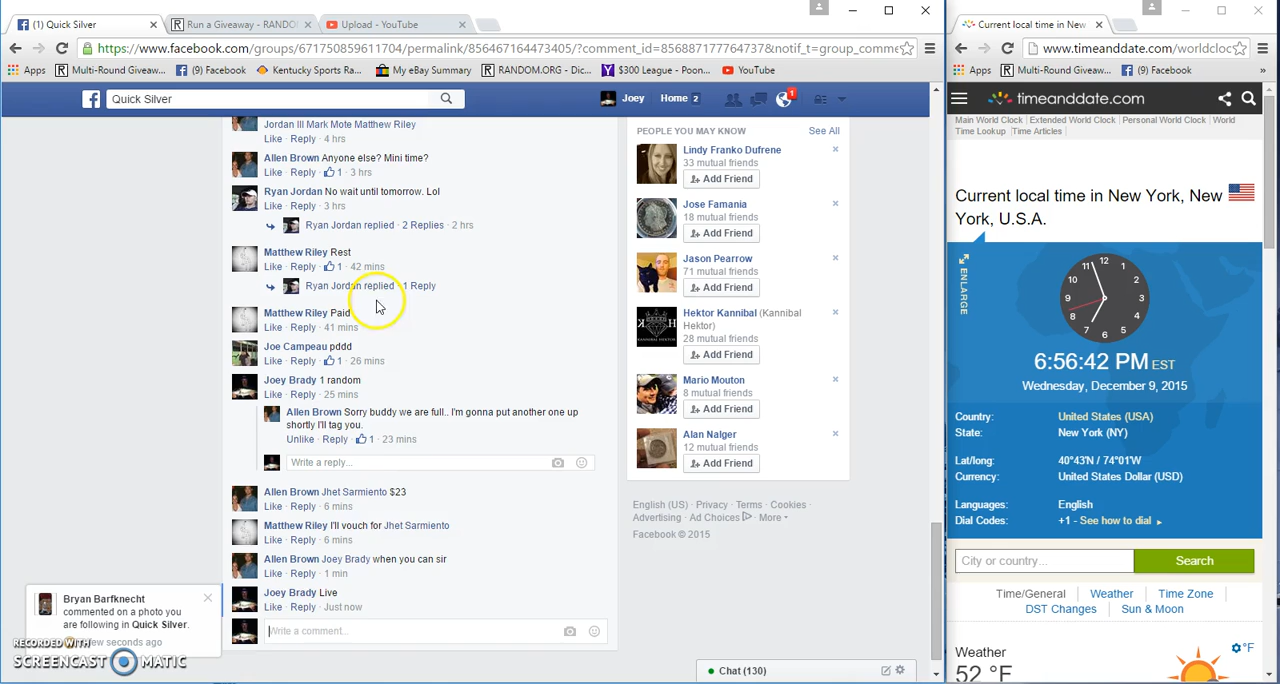 (1) Quick Silver
Run a Giveaway - RANDO
Upload - YouTube
Current local time in New
https://www.facebook.com/groups/671750859611704/permalink/856467164473405/?comment_id=856887177764737&notif_t=group_comme
www.timeanddate.com/worldcloc
Apps
Multi-Round Giveaw...
(9) Facebook
Kentucky Sports Ra...
My eBay Summary
RANDOM.ORG - Dic...
$300 League - Poon...
YouTube
Apps
Multi-Round Giveaw...
(9) Facebook
»
Quick Silver
Joey
Home 2
1
timeanddate.com
Main World Clock
Extended World Clock
Personal World Clock
World
Time Lookup
Time Articles
Jordan III Mark Mote Matthew Riley
Like · Reply · 4 hrs
Allen Brown Anyone else? Mini time?
Like · Reply · 1 · 3 hrs
Ryan Jordan No wait until tomorrow. Lol
Like · Reply · 3 hrs
Ryan Jordan replied · 2 Replies · 2 hrs
Matthew Riley Rest
Like · Reply · 1 · 42 mins
Ryan Jordan replied · 1 Reply
Matthew Riley Paid
Like · Reply · 41 mins
Joe Campeau pddd
Like · Reply · 1 · 26 mins
Joey Brady 1 random
Like · Reply · 25 mins
Allen Brown Sorry buddy we are full.. I'm gonna put another one up
shortly I'll tag you.
Unlike · Reply · 1 · 23 mins
Write a reply...
Allen Brown Jhet Sarmiento $23
Like · Reply · 6 mins
Matthew Riley I'll vouch for Jhet Sarmiento
Like · Reply · 6 mins
Allen Brown Joey Brady when you can sir
Like · Reply · 1 min
Joey Brady Live
Like · Reply · Just now
Write a comment...
Bryan Barfknecht
commented on a photo you
are following in Quick Silver.
few seconds ago
RECORDED WITH
SCREENCAST MATIC
PEOPLE YOU MAY KNOW
See All
Lindy Franko Dufrene
33 mutual friends
Add Friend
Jose Famania
18 mutual friends
Add Friend
Jason Pearrow
71 mutual friends
Add Friend
Hektor Kannibal (Kannibal
Hektor)
28 mutual friends
Add Friend
Mario Mouton
8 mutual friends
Add Friend
Alan Nalger
12 mutual friends
Add Friend
English (US) · Privacy · Terms · Cookies ·
Advertising · Ad Choices · More
Facebook © 2015
Chat (130)
Current local time in New York, New
York, U.S.A.
ENLARGE
12
1
2
3
4
5
6
7
8
9
10
11
6:56:42 PM EST
Wednesday, December 9, 2015
Country: United States (USA)
State: New York (NY)
Lat/long: 40°43'N / 74°01'W
Currency: United States Dollar (USD)
Languages: English
Dial Codes: +1 - See how to dial
City or country...
Search
Time/General
Weather
Time Zone
DST Changes
Sun & Moon
Weather
°F
52 °F